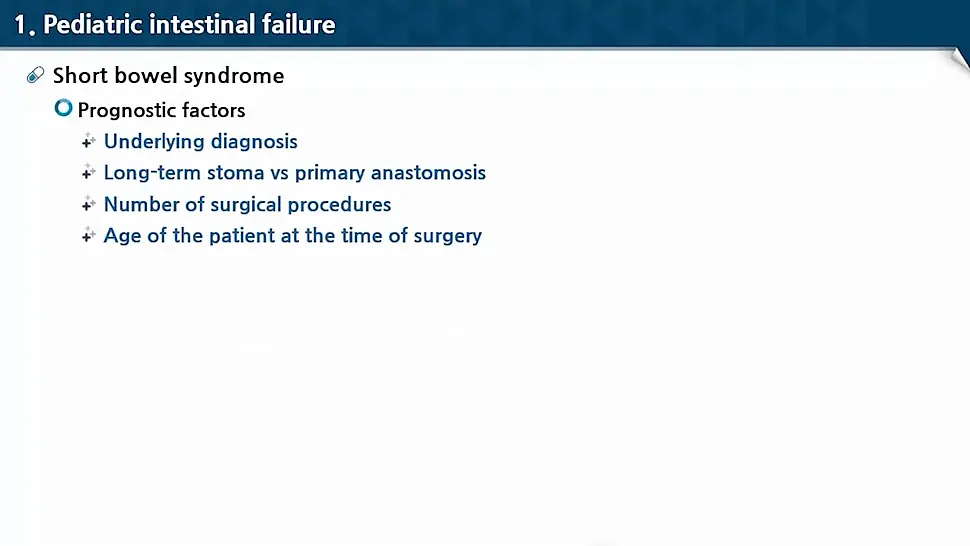 1. Pediatric intestinal failure
Short bowel syndrome
Prognostic factors
Underlying diagnosis
Long-term stoma vs primary anastomosis
Number of surgical procedures
Age of the patient at the time of surgery